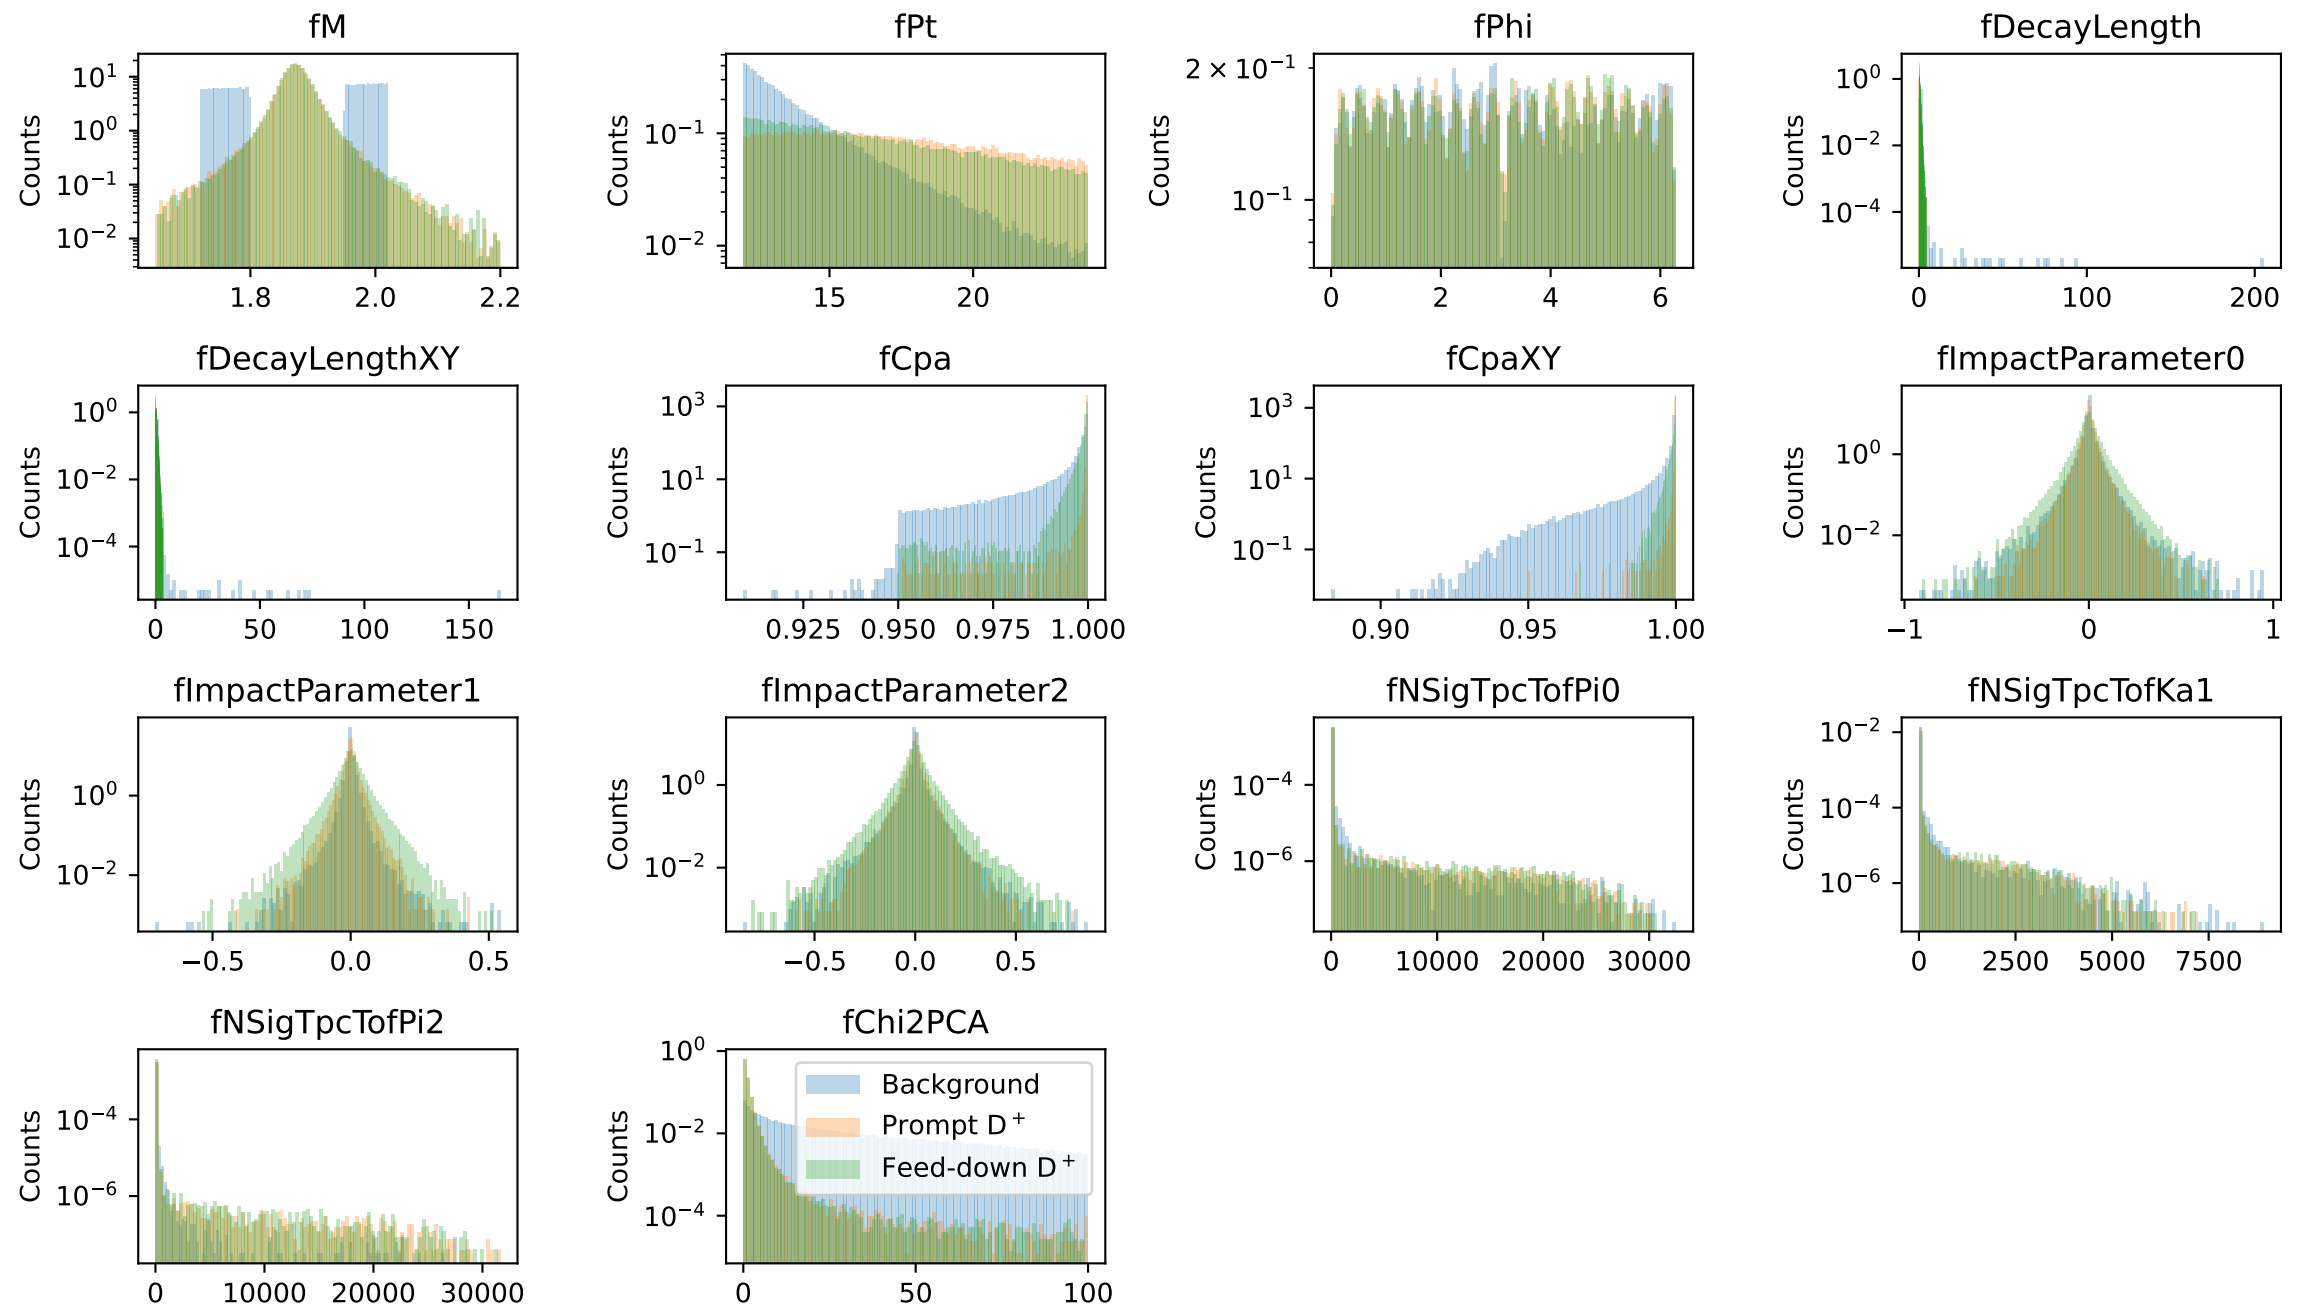 fM
fPt
fPhi
fDecayLength
Counts
10¹
10⁰
10⁻¹
10⁻²
1.8 2.0 2.2
Counts
10⁻¹
10⁻²
15 20
Counts
2 × 10⁻¹
10⁻¹
0 2 4 6
Counts
10⁰
10⁻²
10⁻⁴
0 100 200
fDecayLengthXY
fCpa
fCpaXY
fImpactParameter0
Counts
10⁰
10⁻²
10⁻⁴
0 50 100 150
Counts
10³
10¹
10⁻¹
0.925 0.950 0.975 1.000
Counts
10³
10¹
10⁻¹
0.90 0.95 1.00
Counts
10⁰
10⁻²
−1 0 1
fImpactParameter1
fImpactParameter2
fNSigTpcTofPi0
fNSigTpcTofKa1
Counts
10⁰
10⁻²
−0.5 0.0 0.5
Counts
10⁰
10⁻²
−0.5 0.0 0.5
Counts
10⁻⁴
10⁻⁶
0 10000 20000 30000
Counts
10⁻²
10⁻⁴
10⁻⁶
0 2500 5000 7500
fNSigTpcTofPi2
fChi2PCA
Counts
10⁻⁴
10⁻⁶
0 10000 20000 30000
Counts
10⁰
10⁻²
10⁻⁴
0 50 100
Background
Prompt D⁺
Feed-down D⁺